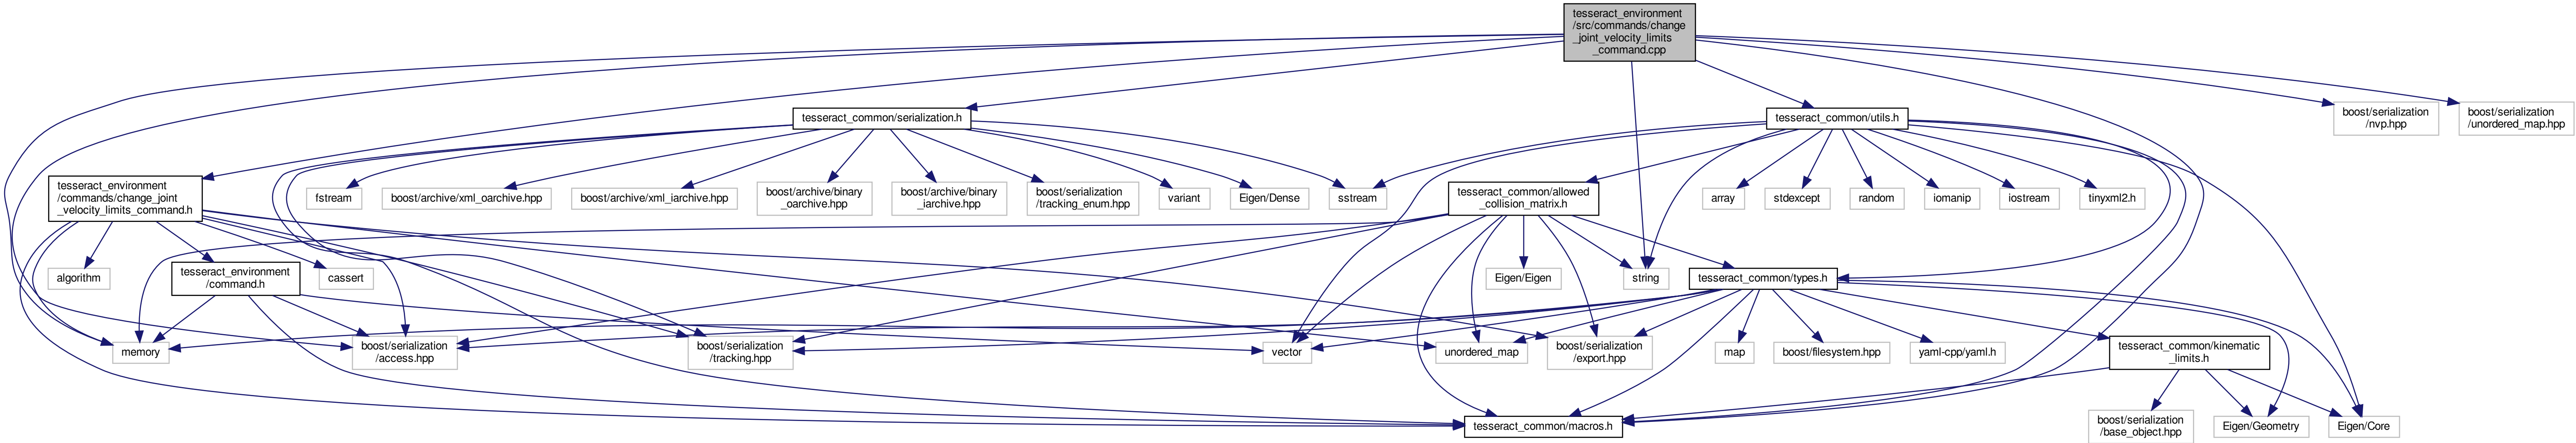 tesseract_environment
/src/commands/change
_joint_velocity_limits
_command.cpp
tesseract_common/serialization.h
tesseract_common/utils.h
boost/serialization
/nvp.hpp
boost/serialization
/unordered_map.hpp
tesseract_environment
/commands/change_joint
_velocity_limits_command.h
fstream
boost/archive/xml_oarchive.hpp
boost/archive/xml_iarchive.hpp
boost/archive/binary
_oarchive.hpp
boost/archive/binary
_iarchive.hpp
boost/serialization
/tracking_enum.hpp
variant
Eigen/Dense
sstream
tesseract_common/allowed
_collision_matrix.h
array
stdexcept
random
iomanip
iostream
tinyxml2.h
algorithm
tesseract_environment
/command.h
cassert
Eigen/Eigen
string
tesseract_common/types.h
memory
boost/serialization
/access.hpp
boost/serialization
/tracking.hpp
vector
unordered_map
boost/serialization
/export.hpp
map
boost/filesystem.hpp
yaml-cpp/yaml.h
tesseract_common/kinematic
_limits.h
tesseract_common/macros.h
boost/serialization
/base_object.hpp
Eigen/Geometry
Eigen/Core